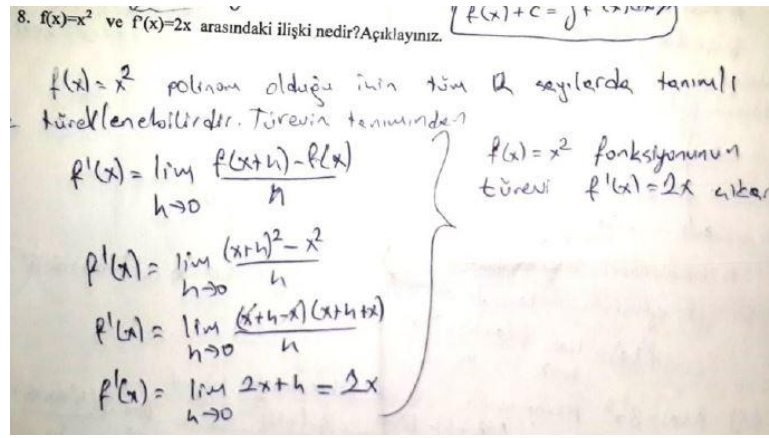 8. f(x)=x² ve f'(x)=2x arasındaki ilişki nedir?Açıklayınız.
f(x)+c=
f(x)=x² polinom olduğu için tüm R sayılarda tanımlı
türevlenebilirdir. Türevin tanımından
f'(x) = lim f(x+h)-f(x) / h
h→0
f(x)=x² fonksiyonunun
türevi f'(x)=2x çıkar
f'(x) = lim (x+h)²-x² / h
h→0
f'(x) = lim (x+h-x)(x+h+x) / h
h→0
f'(x) = lim 2x+h = 2x
h→0